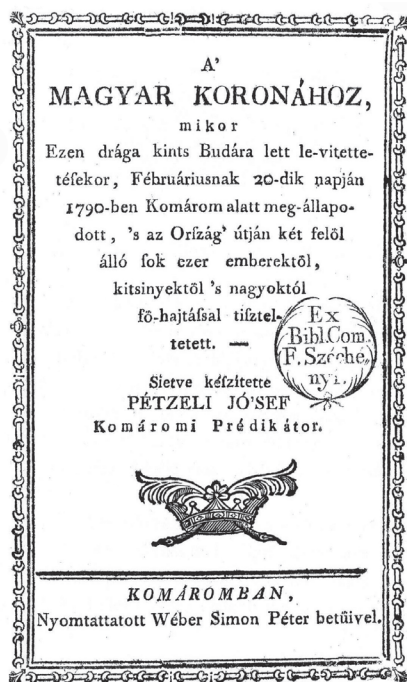 A'
MAGYAR KORONÁHOZ,
mikor
Ezen drága kints Budára lett le-vitette-
téſekor, Fébruáriusnak 20-dik napján
1790-ben Komárom alatt meg-állapo-
dott, 's az Orſzág' útján két felöl
álló ſok ezer emberektöl,
kitsinyektöl 's nagyoktól
fö-hajtáſsal tiſztel-
tetett. —
Ex
Bibl.Com.
F. Széché
nyi.
Sietve kéſzitette
PÉTZELI JÓ'SEF
Komáromi Prédikátor.
KOMÁROMBAN,
Nyomtattatott Wéber Simon Péter betűivel.